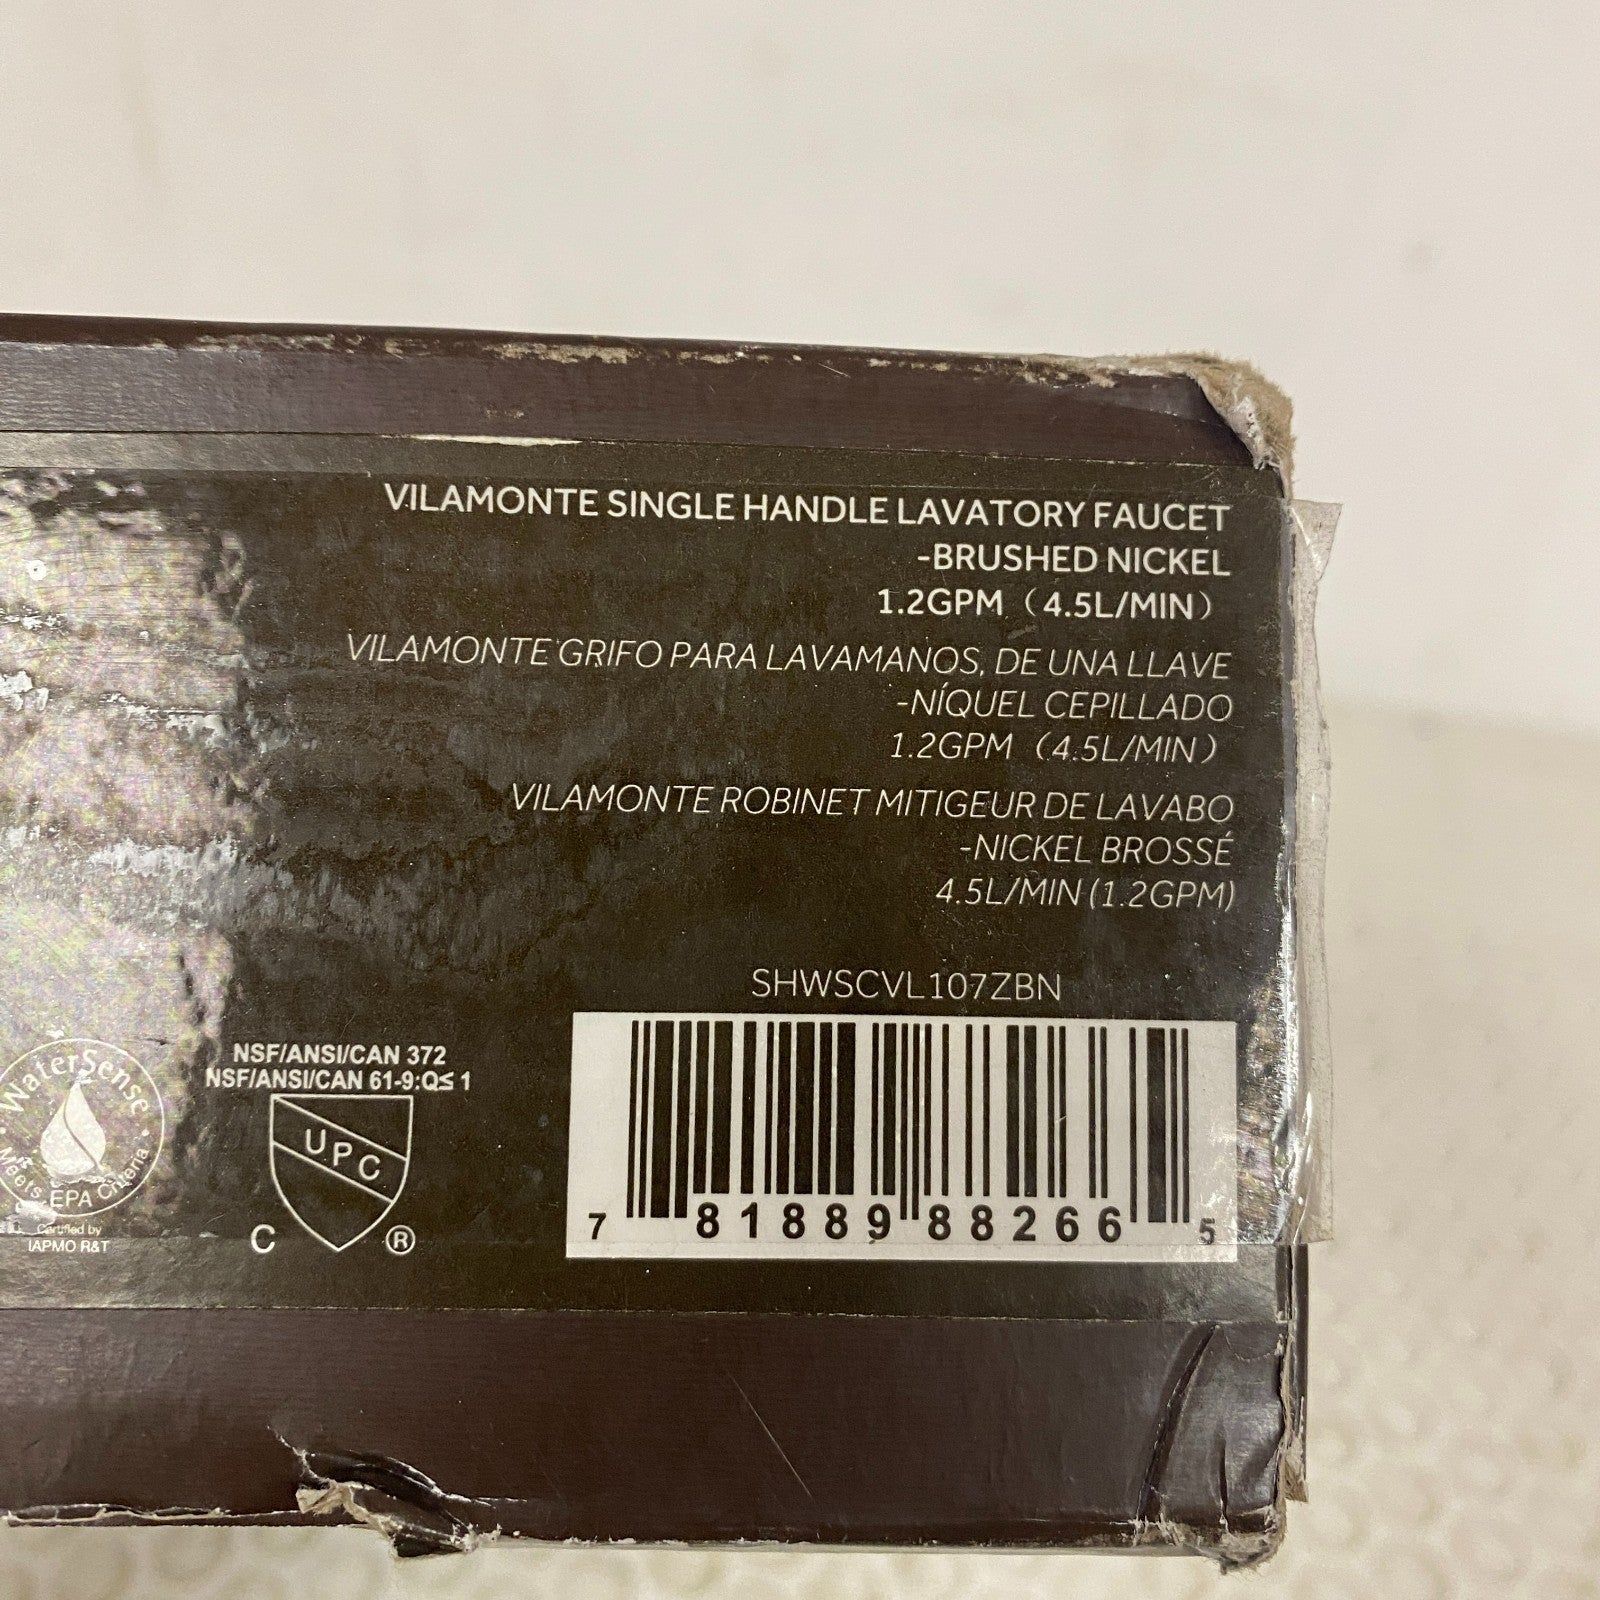 VILAMONTE SINGLE HANDLE LAVATORY FAUCET
-BRUSHED NICKEL
1.2GPM（4.5L/MIN）
VILAMONTE GRIFO PARA LAVAMANOS, DE UNA LLAVE
-NÍQUEL CEPILLADO
1.2GPM （4.5L/MIN）
VILAMONTE ROBINET MITIGEUR DE LAVABO
-NICKEL BROSSÉ
4.5L/MIN (1.2GPM)
SHWSCVL107ZBN
7 81889 88266 5
NSF/ANSI/CAN 372
NSF/ANSI/CAN 61-9:Q≤ 1
UPC
C ®
WaterSense
Meets EPA Criteria
Certified by
IAPMO R&T